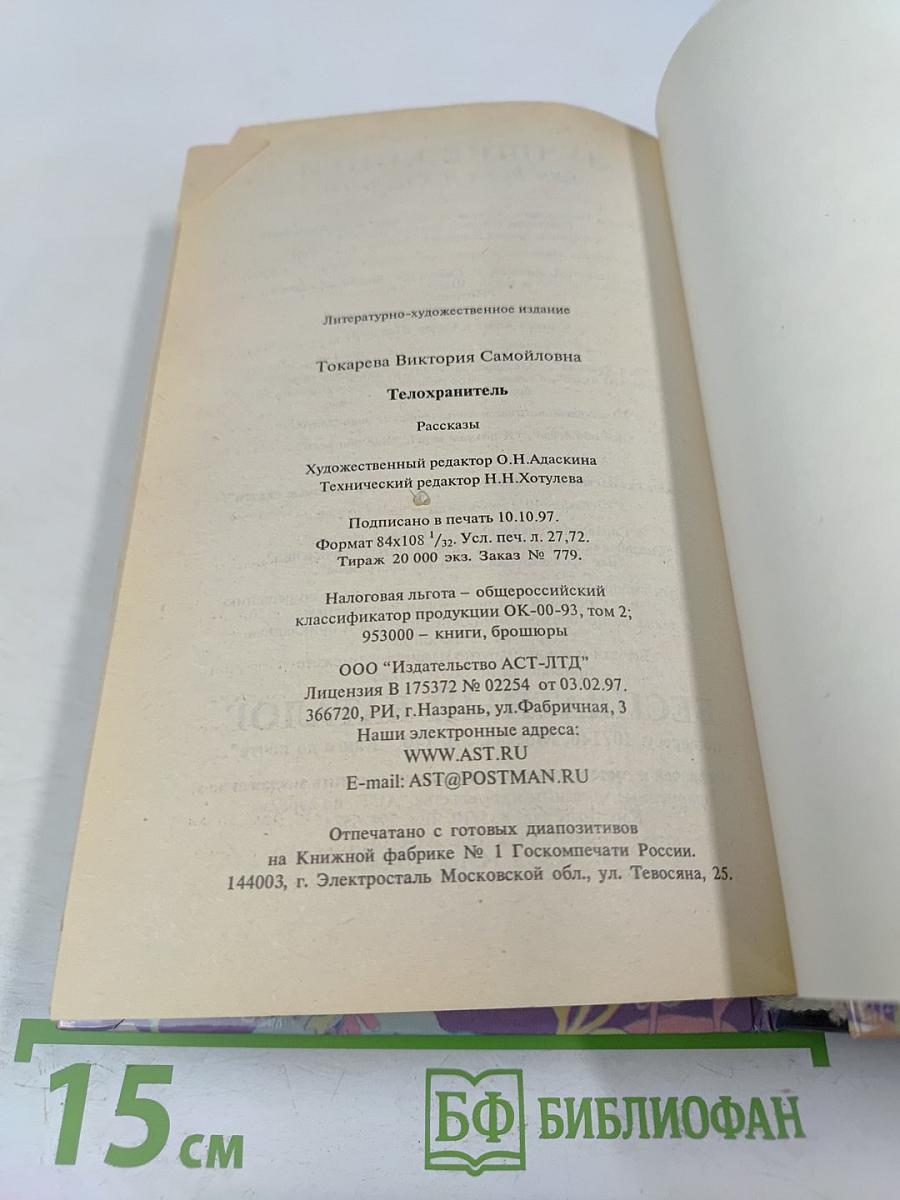 Литературно-художественное издание
Токарева Виктория Самойловна
Телохранитель
Рассказы
Художественный редактор О.Н.Адаскина
Технический редактор Н.Н.Хотулева
Подписано в печать 10.10.97.
Формат 84х108 ¹/₃₂. Усл. печ. л. 27,72.
Тираж 20 000 экз. Заказ № 779.
Налоговая льгота – общероссийский
классификатор продукции ОК-00-93, том 2;
953000 – книги, брошюры
ООО “Издательство АСТ-ЛТД”
Лицензия В 175372 № 02254 от 03.02.97.
366720, РИ, г.Назрань, ул.Фабричная, 3
Наши электронные адреса:
WWW.AST.RU
E-mail: AST@POSTMAN.RU
Отпечатано с готовых диапозитивов
на Книжной фабрике № 1 Госкомпечати России.
144003, г. Электросталь Московской обл., ул. Тевосяна, 25.
15 см
БФ БИБЛИОФАН